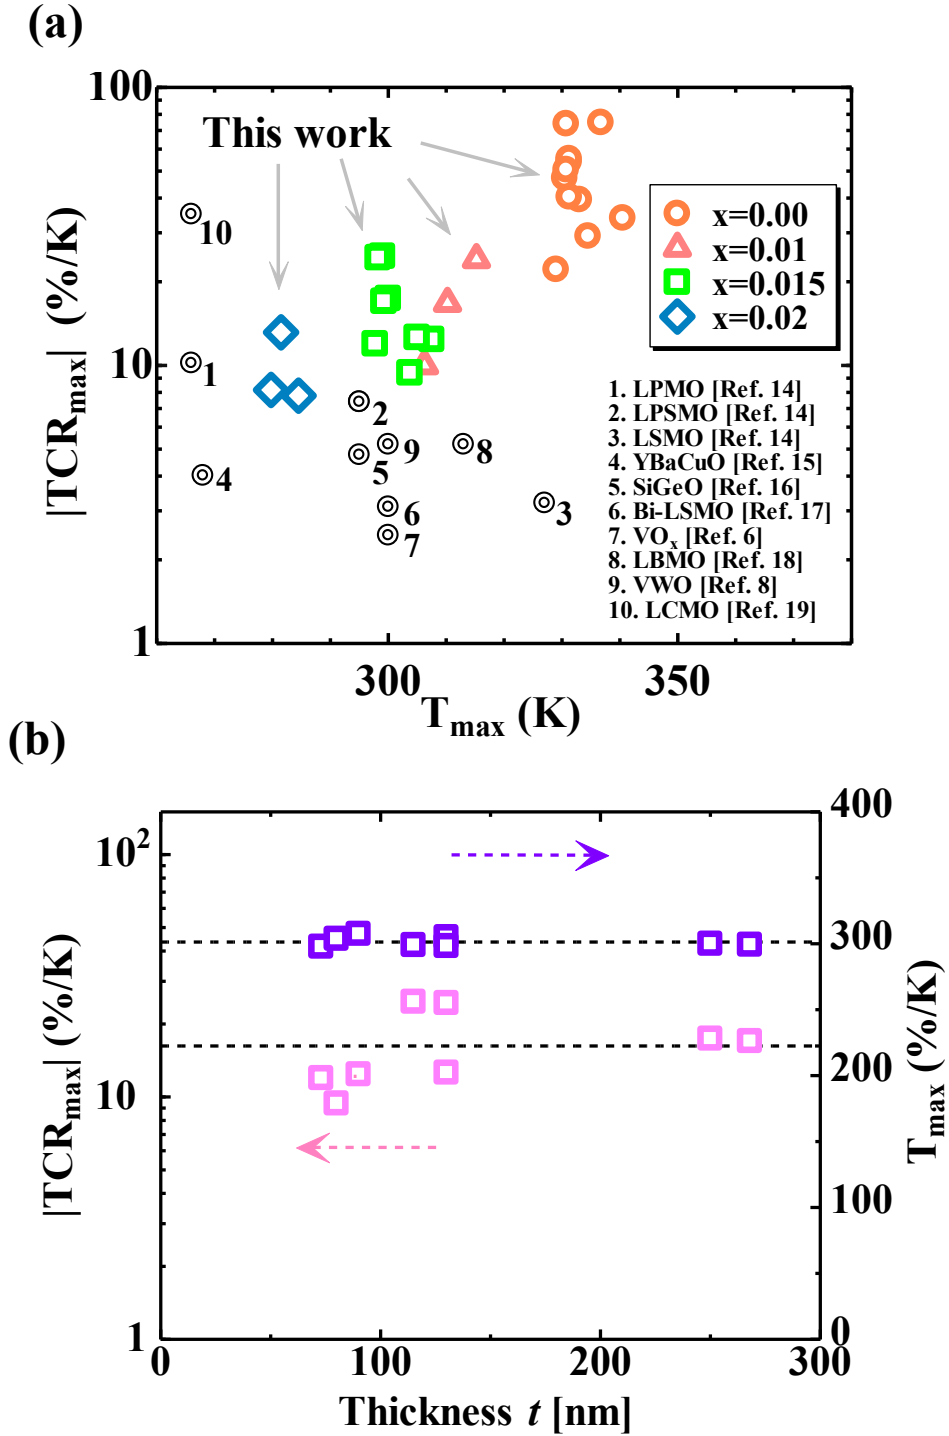 (a)
100
This work
10
1
|TCRmax| (%/K)
x=0.00
x=0.01
x=0.015
x=0.02
10
1
4
2
5
9
6
7
8
3
1. LPMO [Ref. 14]
2. LPSMO [Ref. 14]
3. LSMO [Ref. 14]
4. YBaCuO [Ref. 15]
5. SiGeO [Ref. 16]
6. Bi-LSMO [Ref. 17]
7. VOx [Ref. 6]
8. LBMO [Ref. 18]
9. VWO [Ref. 8]
10. LCMO [Ref. 19]
300
350
Tmax (K)
(b)
10²
10
1
|TCRmax| (%/K)
400
300
200
100
0
Tmax (%/K)
0
100
200
300
Thickness t [nm]